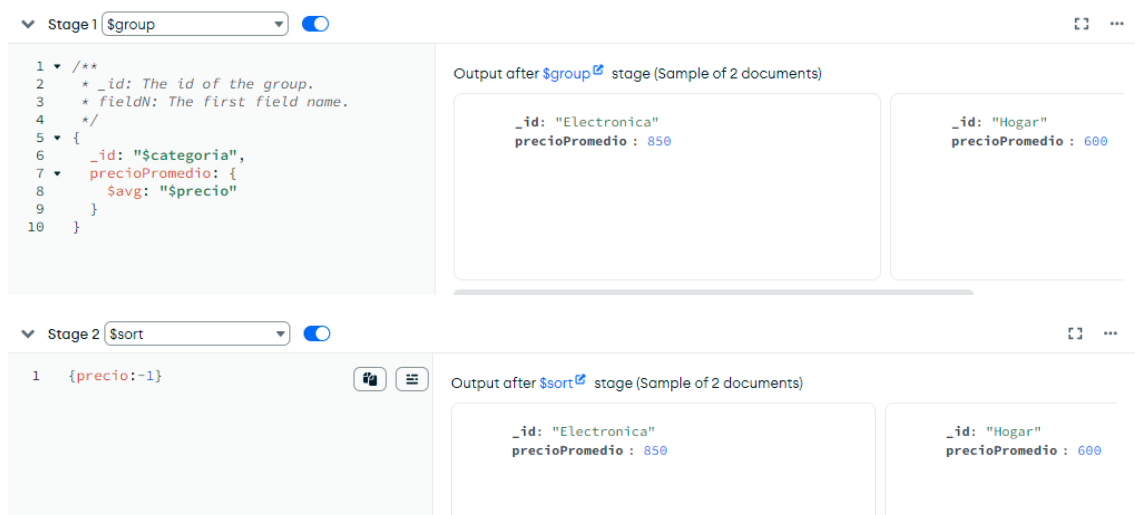 Stage 1 $group
1 /**
2 * _id: The id of the group.
3 * fieldN: The first field name.
4 */
5 {
6 _id: "$categoria",
7 precioPromedio: {
8 $avg: "$precio"
9 }
10 }
Output after $group stage (Sample of 2 documents)
_id: "Electronica"
precioPromedio : 850
_id: "Hogar"
precioPromedio : 600
Stage 2 $sort
1 {precio:-1}
Output after $sort stage (Sample of 2 documents)
_id: "Electronica"
precioPromedio : 850
_id: "Hogar"
precioPromedio : 600